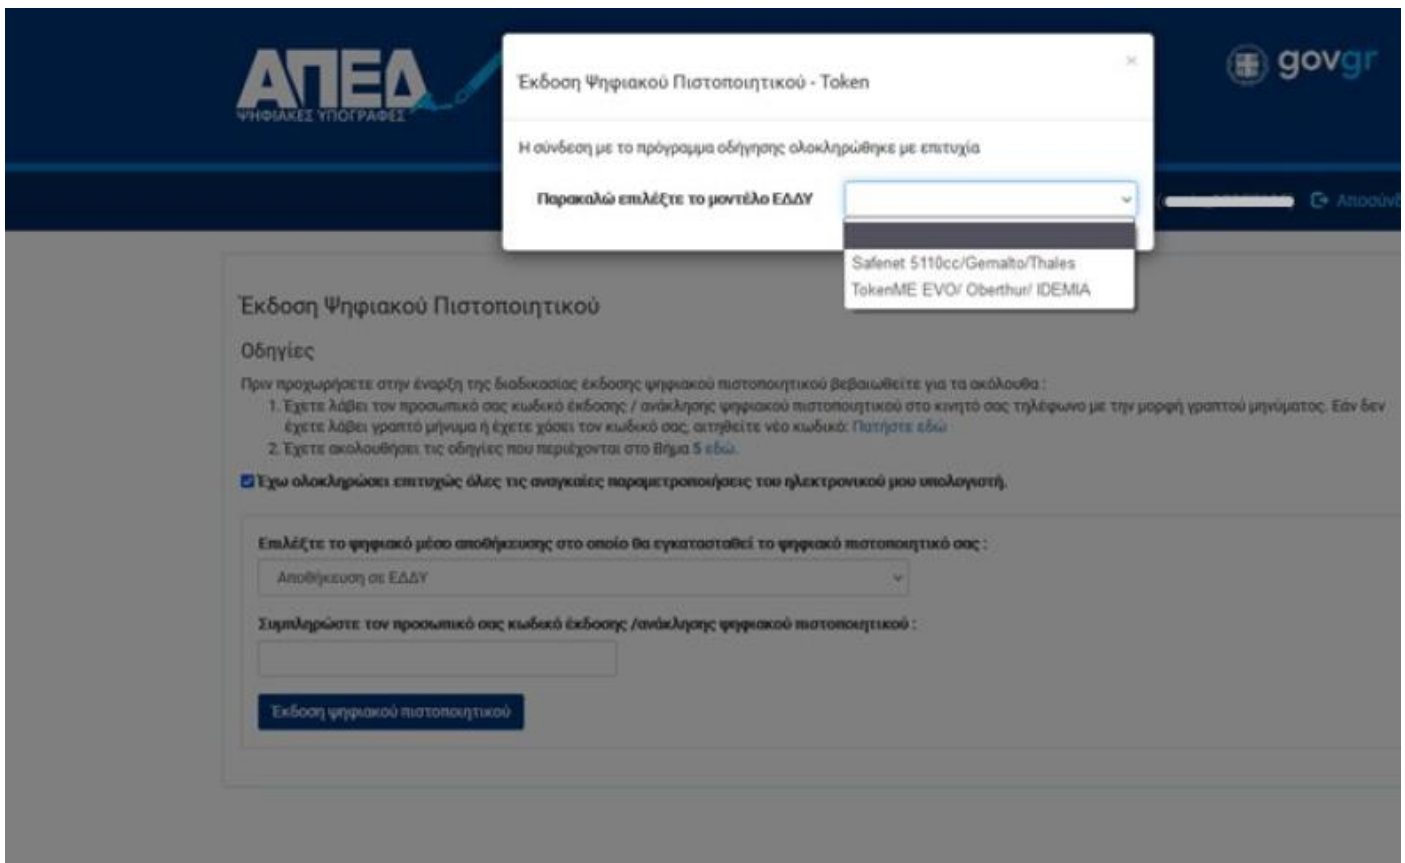 ΑΠΕΔ
ΨΗΦΙΑΚΕΣ ΥΠΟΓΡΑΦΕΣ
govgr
Έκδοση Ψηφιακού Πιστοποιητικού - Token
×
Η σύνδεση με το πρόγραμμα οδήγησης ολοκληρώθηκε με επιτυχία
Παρακαλώ επιλέξτε το μοντέλο ΕΔΔΥ
Αποσύνδ
Safenet 5110cc/Gemalto/Thales
TokenME EVO/ Oberthur/ IDEMIA
Έκδοση Ψηφιακού Πιστοποιητικού
Οδηγίες
Πριν προχωρήσετε στην έναρξη της διαδικασίας έκδοσης ψηφιακού πιστοποιητικού βεβαιωθείτε για τα ακόλουθα :
1. Έχετε λάβει τον προσωπικό σας κωδικό έκδοσης / ανάκλησης ψηφιακού πιστοποιητικού στο κινητό σας τηλέφωνο με την μορφή γραπτού μηνύματος. Εάν δεν
έχετε λάβει γραπτό μήνυμα ή έχετε χάσει τον κωδικό σας, αιτηθείτε νέο κωδικό: Πατήστε εδώ
2. Έχετε ακολουθήσει τις οδηγίες που περιέχονται στο Βήμα 5 εδώ.
Έχω ολοκληρώσει επιτυχώς όλες τις αναγκαίες παραμετροποιήσεις του ηλεκτρονικού μου υπολογιστή.
Επιλέξτε το ψηφιακό μέσο αποθήκευσης στο οποίο θα εγκατασταθεί το ψηφιακό πιστοποιητικό σας :
Αποθήκευση σε ΕΔΔΥ
Συμπληρώστε τον προσωπικό σας κωδικό έκδοσης /ανάκλησης ψηφιακού πιστοποιητικού :
Έκδοση ψηφιακού πιστοποιητικού